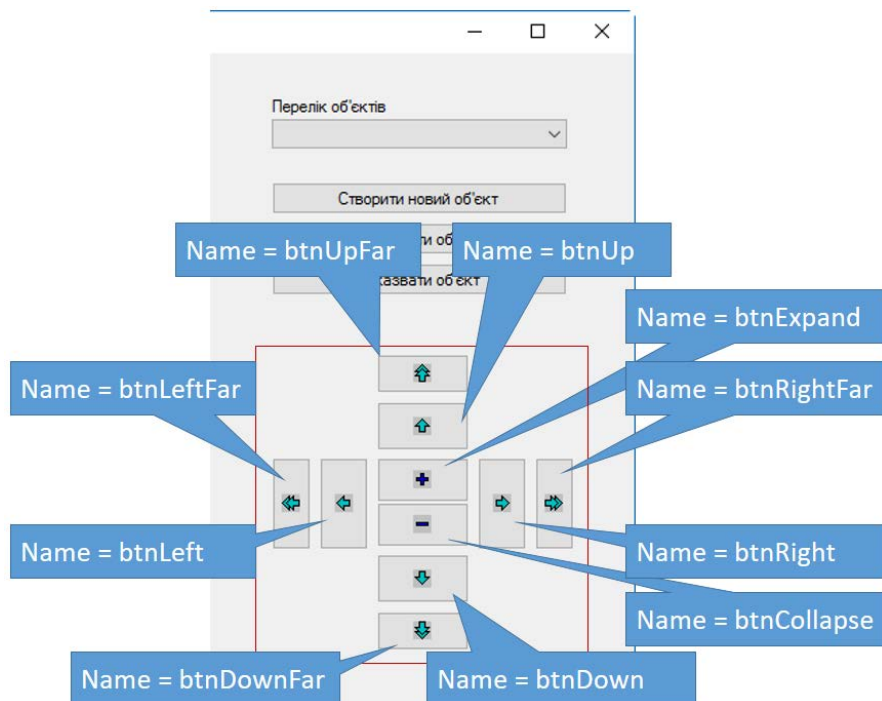 Перелік об'єктів
Створити новий об'єкт
Name = btnUpFar
Name = btnUp
Name = btnExpand
Name = btnLeftFar
Name = btnRightFar
Name = btnLeft
Name = btnRight
Name = btnCollapse
Name = btnDownFar
Name = btnDown